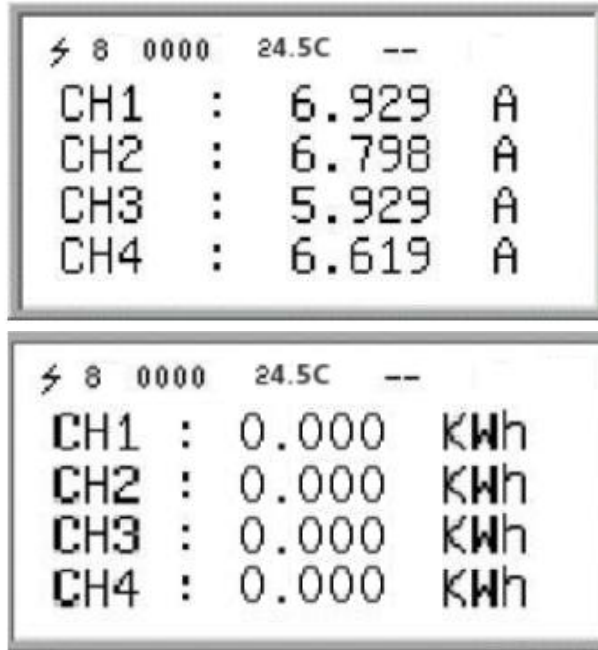 8 0000 24.5C --
CH1 : 6.929 A
CH2 : 6.798 A
CH3 : 5.929 A
CH4 : 6.619 A
8 0000 24.5C --
CH1 : 0.000 KWh
CH2 : 0.000 KWh
CH3 : 0.000 KWh
CH4 : 0.000 KWh